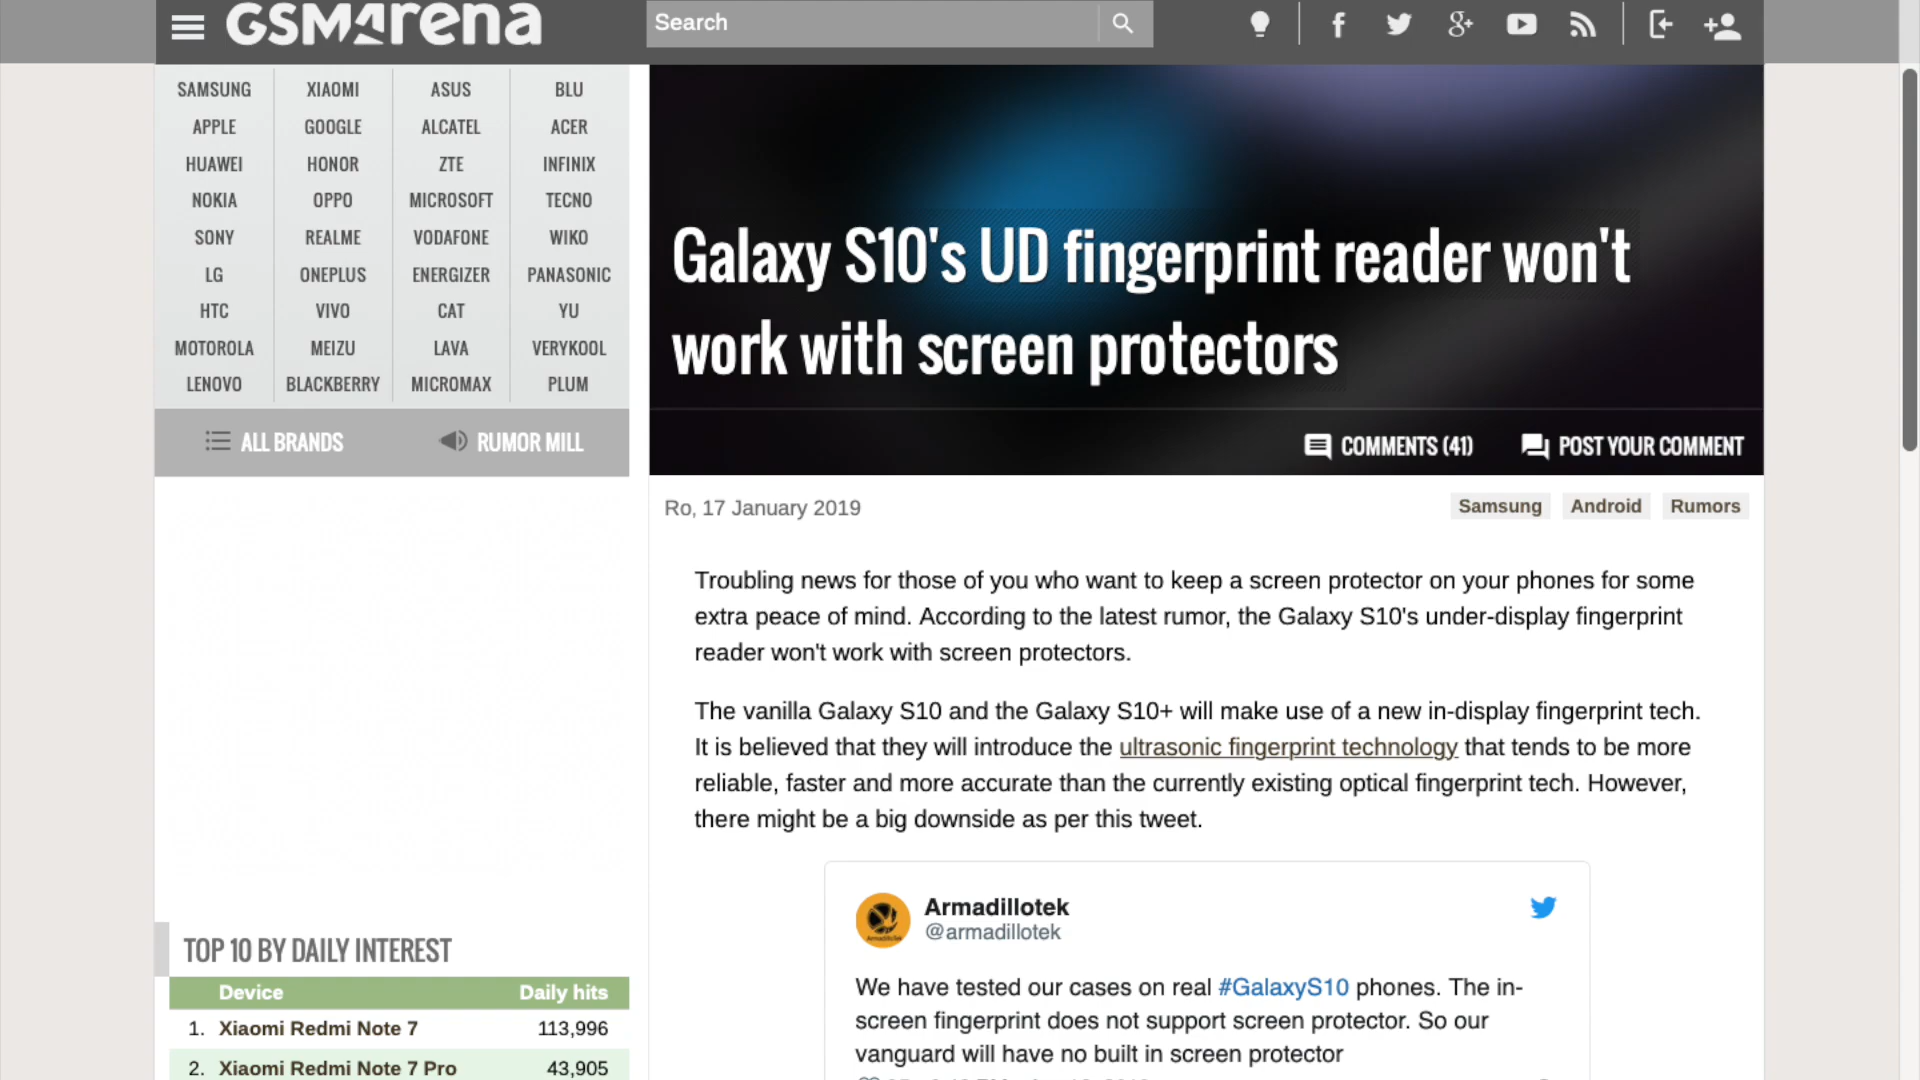 GSMArena
Search
SAMSUNG XIAOMI ASUS BLU
APPLE GOOGLE ALCATEL ACER
HUAWEI HONOR ZTE INFINIX
NOKIA OPPO MICROSOFT TECNO
SONY REALME VODAFONE WIKO
LG ONEPLUS ENERGIZER PANASONIC
HTC VIVO CAT YU
MOTOROLA MEIZU LAVA VERYKOOL
LENOVO BLACKBERRY MICROMAX PLUM
ALL BRANDS RUMOR MILL
Galaxy S10's UD fingerprint reader won't
work with screen protectors
COMMENTS (41) POST YOUR COMMENT
Ro, 17 January 2019
Samsung Android Rumors
Troubling news for those of you who want to keep a screen protector on your phones for some
extra peace of mind. According to the latest rumor, the Galaxy S10's under-display fingerprint
reader won't work with screen protectors.
The vanilla Galaxy S10 and the Galaxy S10+ will make use of a new in-display fingerprint tech.
It is believed that they will introduce the ultrasonic fingerprint technology that tends to be more
reliable, faster and more accurate than the currently existing optical fingerprint tech. However,
there might be a big downside as per this tweet.
Armadillotek
@armadillotek
We have tested our cases on real #GalaxyS10 phones. The in-
screen fingerprint does not support screen protector. So our
vanguard will have no built in screen protector
TOP 10 BY DAILY INTEREST
Device Daily hits
1. Xiaomi Redmi Note 7 113,996
2. Xiaomi Redmi Note 7 Pro 43,905